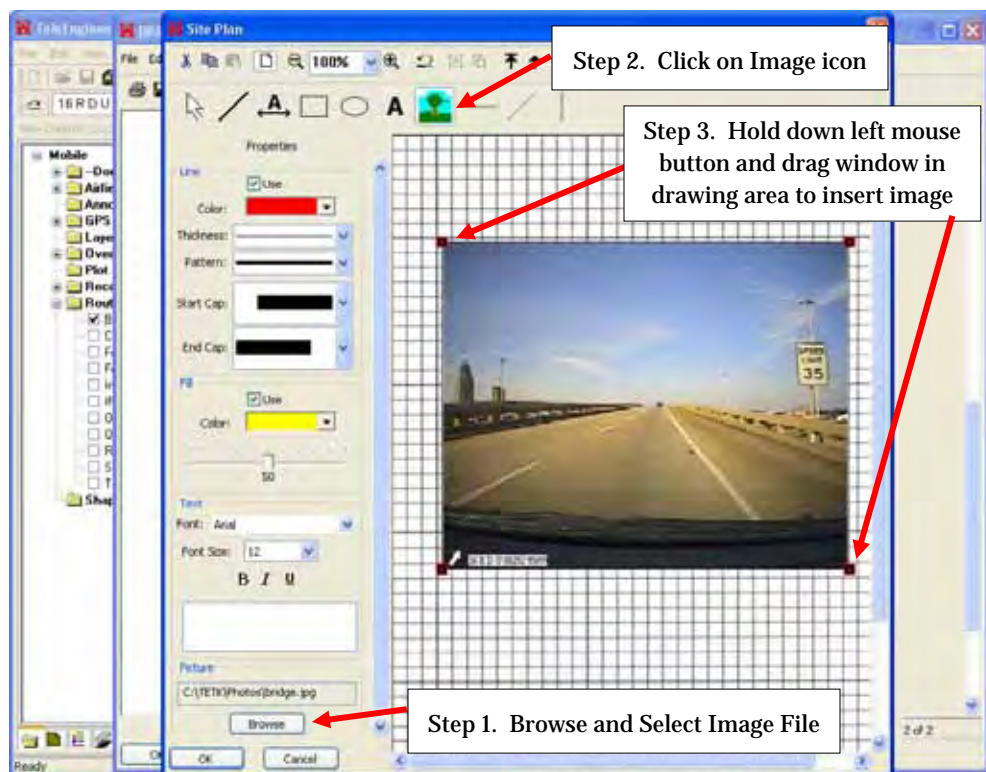 Site Plan
File
100%
Step 2. Click on Image icon
16 R D U
A
A
Properties
Step 3. Hold down left mouse
button and drag window in
drawing area to insert image
Mobile
GPS
Plot
Line
Use
Color:
Thickness:
Pattern:
Start Cap:
End Cap:
Fill
Use
Color:
50
Text
Font: Arial
Font Size: 12
B I U
SPEED
LIMIT
35
Picture
C:\TETK\Photos\bridge.jpg
Browse
Step 1. Browse and Select Image File
OK
Cancel
2 of 2
Ready